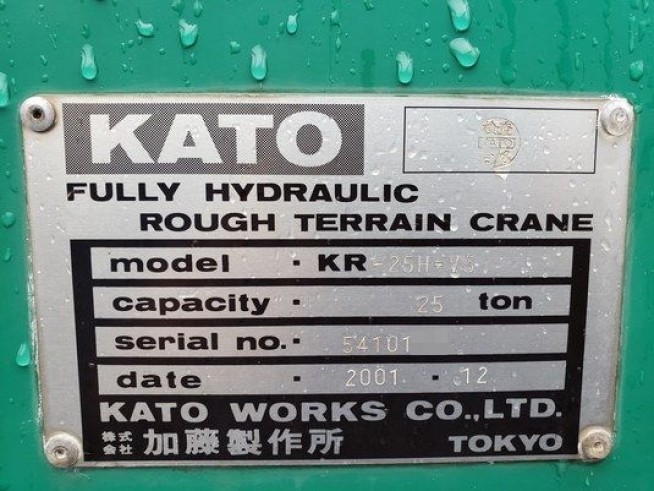 KATO
FULLY HYDRAULIC
ROUGH TERRAIN CRANE
model · KR-25H-V5
capacity · 25 ton
serial no. · 54101
date · 2001 · 12
KATO WORKS CO.,LTD.
株式会社 加藤製作所 TOKYO